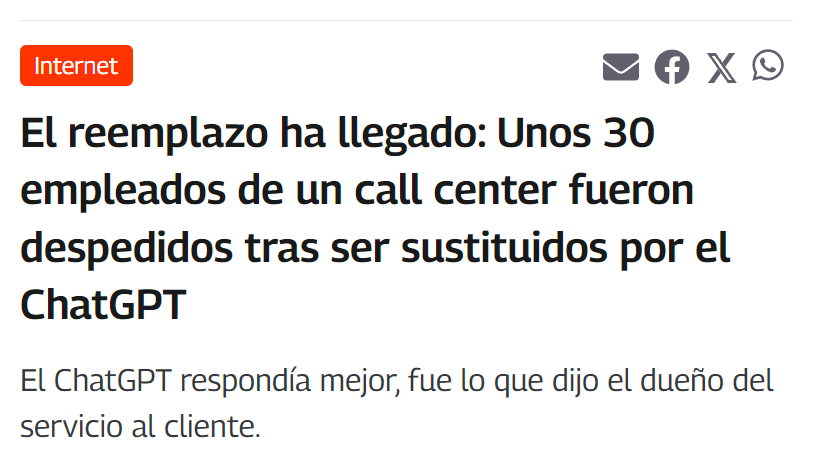 Internet
El reemplazo ha llegado: Unos 30
empleados de un call center fueron
despedidos tras ser sustituidos por el
ChatGPT
El ChatGPT respondía mejor, fue lo que dijo el dueño del
servicio al cliente.